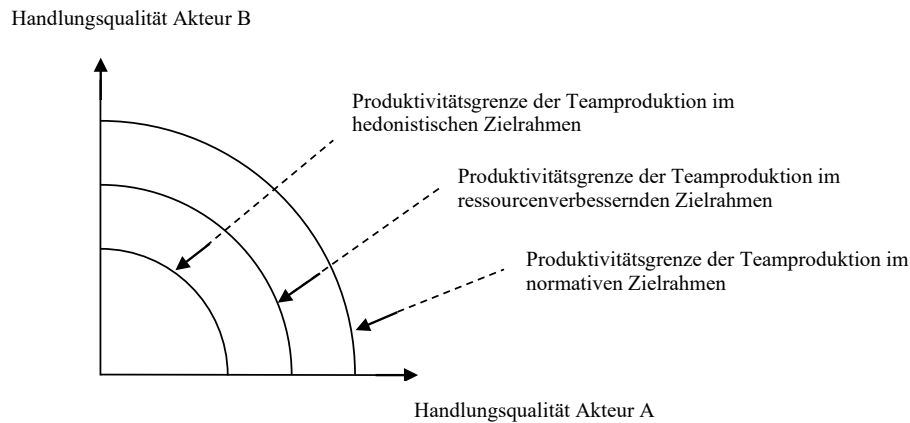 Handlungsqualität Akteur B
Produktivitätsgrenze der Teamproduktion im
hedonistischen Zielrahmen
Produktivitätsgrenze der Teamproduktion im
ressourcenverbessernden Zielrahmen
Produktivitätsgrenze der Teamproduktion im
normativen Zielrahmen
Handlungsqualität Akteur A